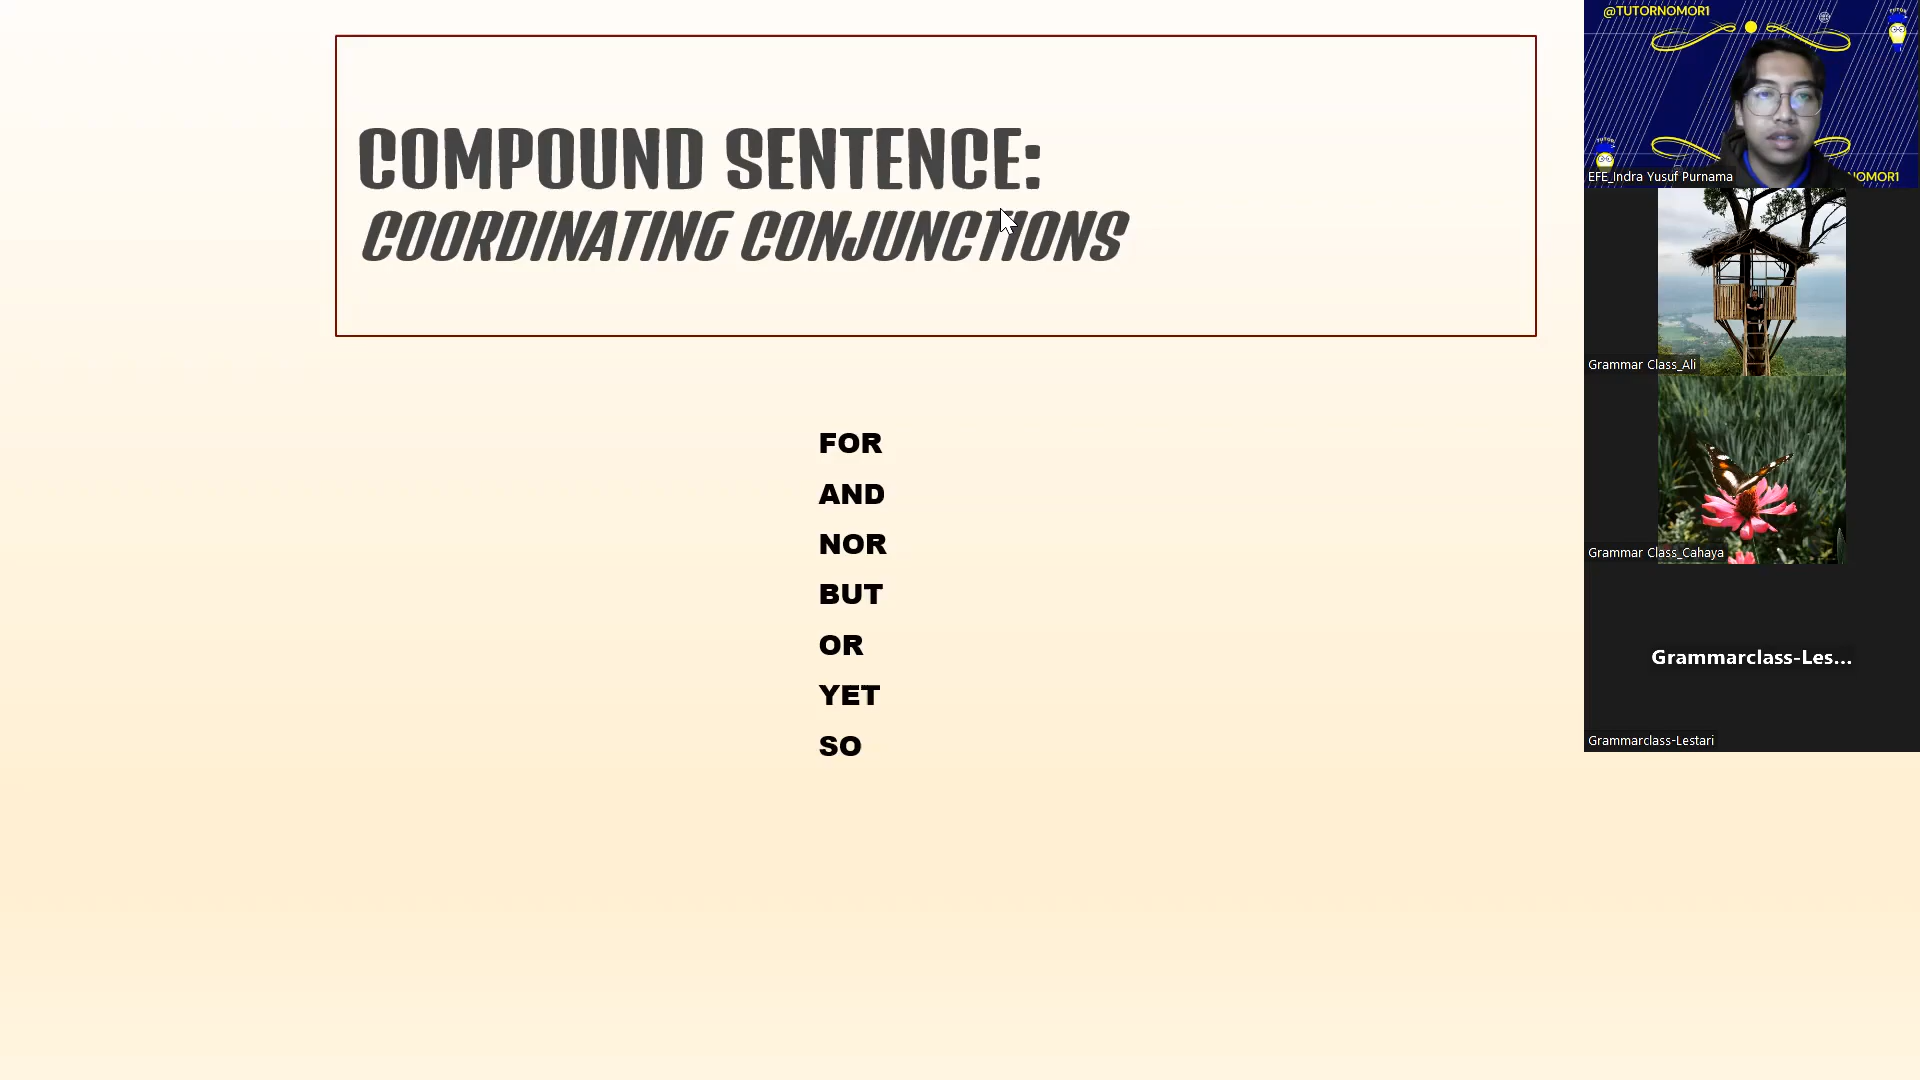 COMPOUND SENTENCE:
COORDINATING CONJUNCTIONS
FOR
AND
NOR
BUT
OR
YET
SO
@TUTORNOMOR1
NOMOR1
EFE_Indra Yusuf Purnama
Grammar Class_Ali
Grammar Class_Cahaya
Grammarclass-Les...
Grammarclass-Lestari